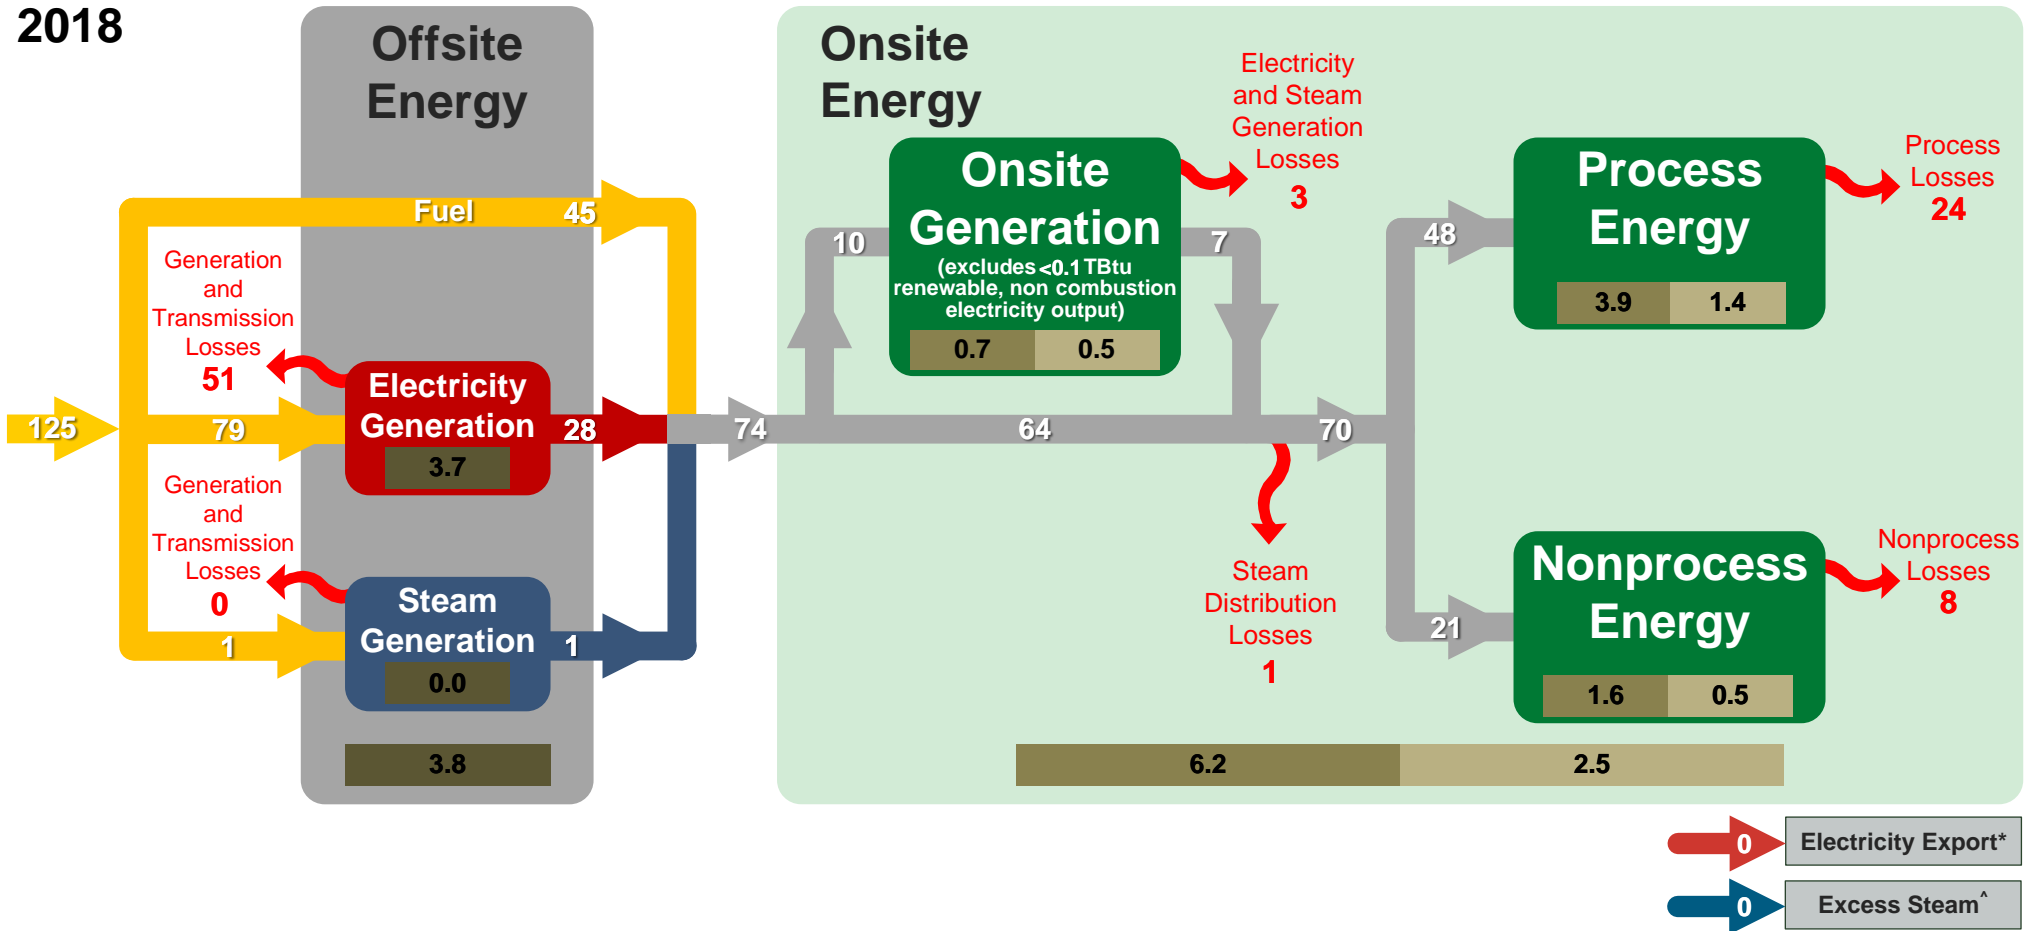 2018
Offsite
Energy
Onsite
Energy
Fuel
45
Generation
and
Transmission
Losses
51
125
79
Electricity
Generation
3.7
28
Generation
and
Transmission
Losses
0
1
Steam
Generation
0.0
1
3.8
74
10
Onsite
Generation
(excludes <0.1 TBtu
renewable, non combustion
electricity output)
0.7
0.5
Electricity
and Steam
Generation
Losses
3
7
64
Steam
Distribution
Losses
1
70
48
Process
Energy
3.9
1.4
Process
Losses
24
21
Nonprocess
Energy
1.6
0.5
Nonprocess
Losses
8
6.2
2.5
0
Electricity Export*
0
Excess Steam^